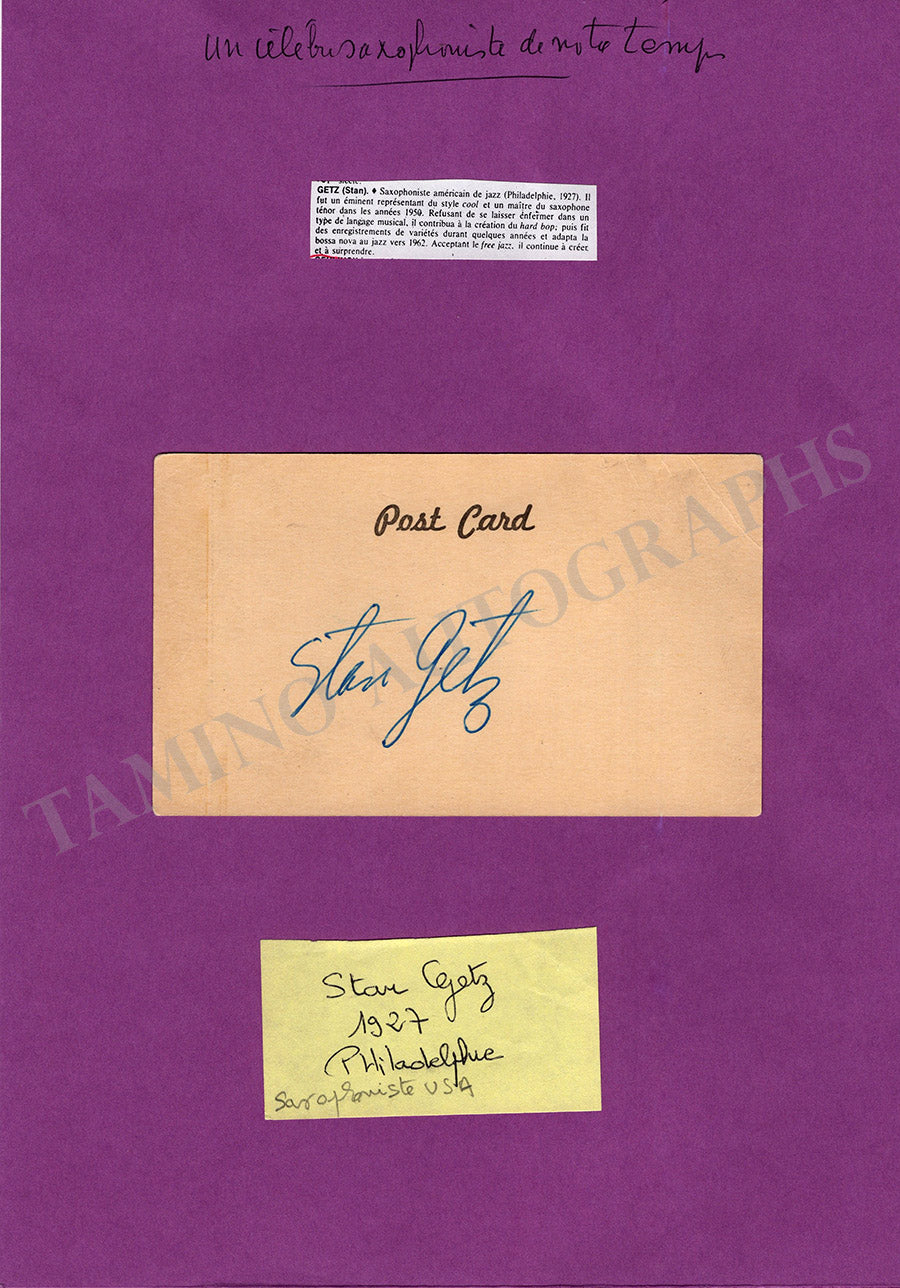 un célèbre saxophoniste de notre temps
siècle.
GETZ (Stan). ♦ Saxophoniste américain de jazz (Philadelphie, 1927). Il
fut un éminent représentant du style cool et un maître du saxophone
ténor dans les années 1950. Refusant de se laisser enfermer dans un
type de langage musical, il contribua à la création du hard bop; puis fit
des enregistrements de variétés durant quelques années et adapta la
bossa nova au jazz vers 1962. Acceptant le free jazz, il continue à créer
et à surprendre.
Post Card
Stan Getz
TAMINO AUTOGRAPHS
Stan Getz
1927
PHiladelphie
Saxophoniste USA